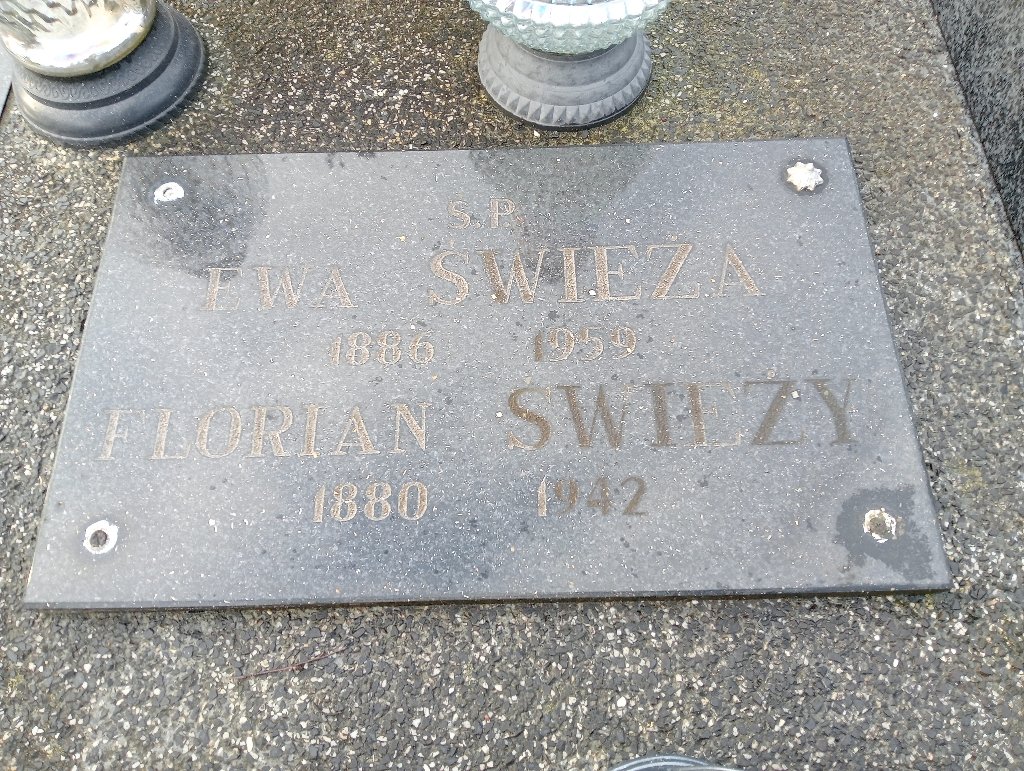 Ś.P.
EWA ŚWIEŻA
1886 1959
FLORIAN ŚWIEŻY
1880 1942